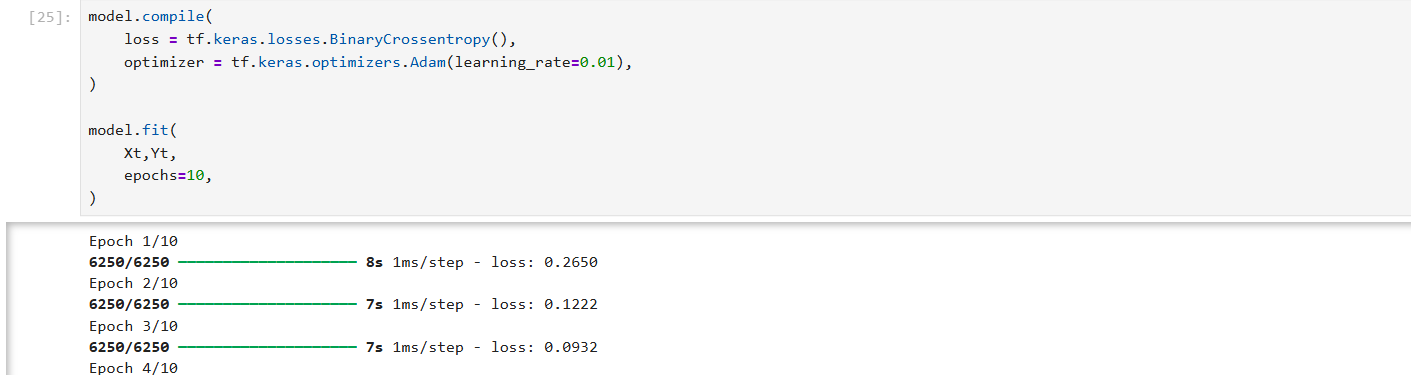 [25]: model.compile(
    loss = tf.keras.losses.BinaryCrossentropy(),
    optimizer = tf.keras.optimizers.Adam(learning_rate=0.01),
)

model.fit(
    Xt,Yt,
    epochs=10,
)
Epoch 1/10
6250/6250 ━━━━━━━━━━━━━━━━━━━━ 8s 1ms/step - loss: 0.2650
Epoch 2/10
6250/6250 ━━━━━━━━━━━━━━━━━━━━ 7s 1ms/step - loss: 0.1222
Epoch 3/10
6250/6250 ━━━━━━━━━━━━━━━━━━━━ 7s 1ms/step - loss: 0.0932
Epoch 4/10